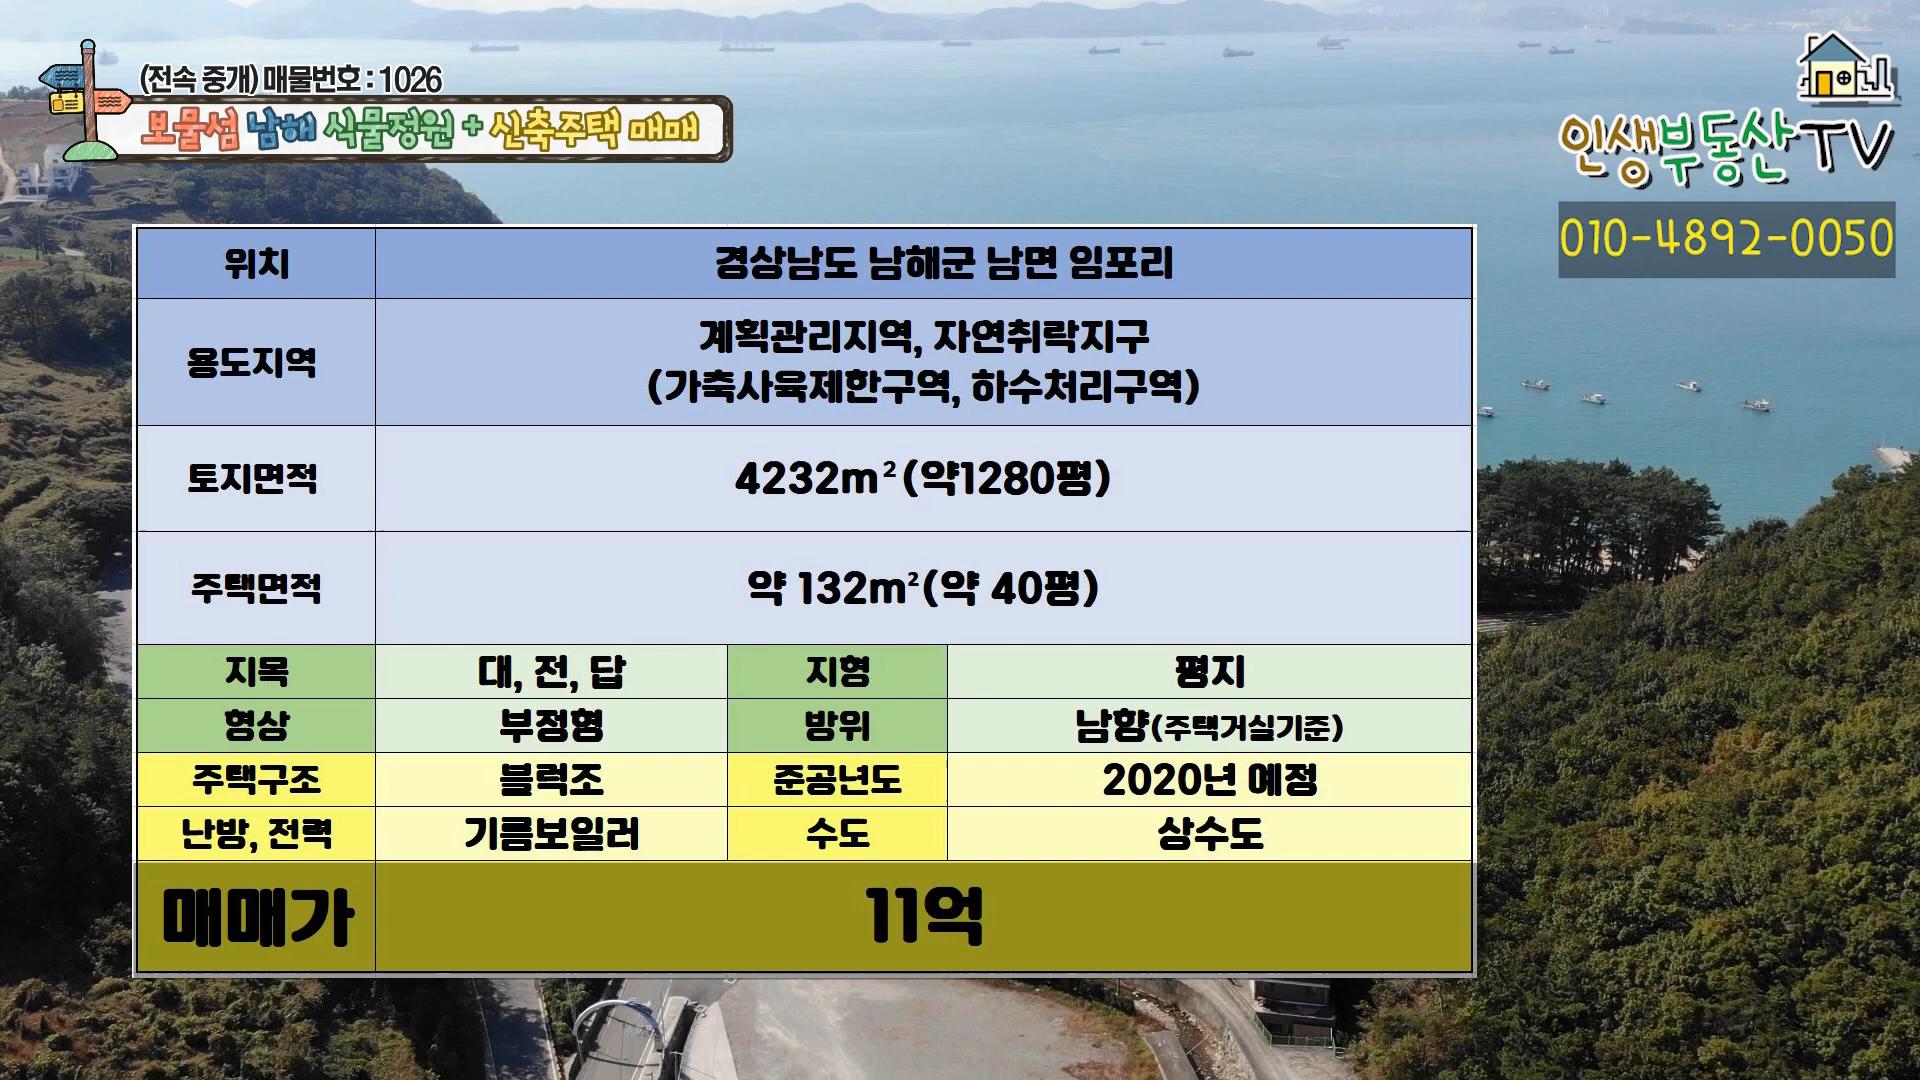 (전속 중개) 매물번호 : 1026
보물섬 남해 식물정원 + 신축주택 매매
인생부동산TV
010-4892-0050
위치 경상남도 남해군 남면 임포리
용도지역 계획관리지역, 자연취락지구
(가축사육제한구역, 하수처리구역)
토지면적 4232m²(약1280평)
주택면적 약 132m²(약 40평)
지목 대, 전, 답 지형 평지
형상 부정형 방위 남향(주택거실기준)
주택구조 블럭조 준공년도 2020년 예정
난방, 전력 기름보일러 수도 상수도
매매가 11억